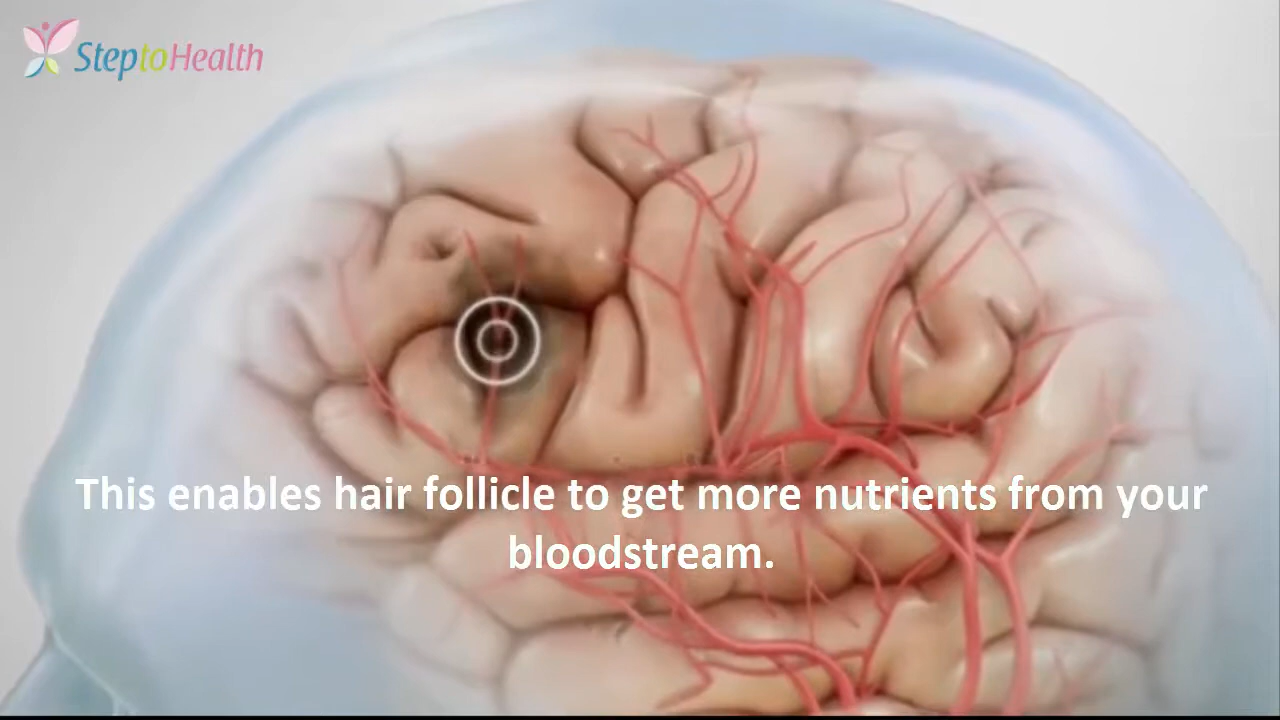 SteptoHealth
This enables hair follicle to get more nutrients from your
bloodstream.